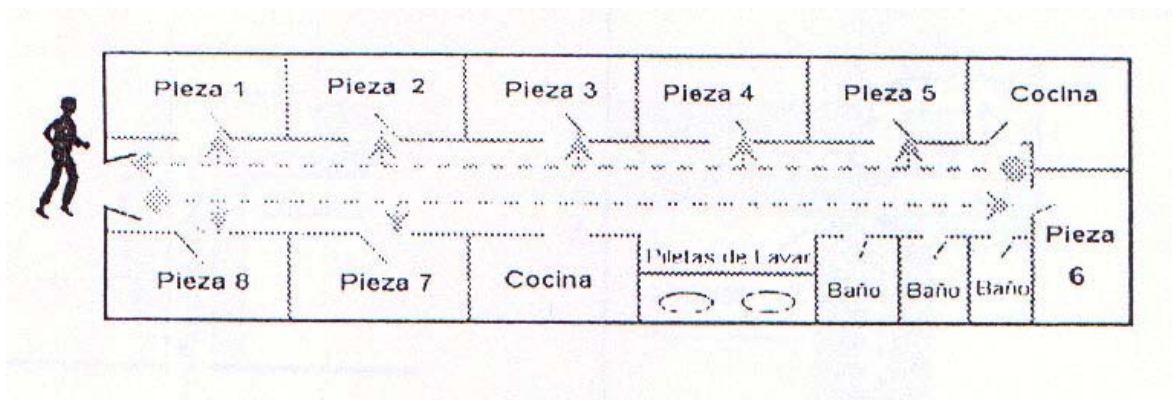 Pieza 1
Pieza 2
Pieza 3
Pieza 4
Pieza 5
Cocina
Pieza 8
Pieza 7
Cocina
Piletas de Lavar
Baño
Baño
Baño
Pieza
6